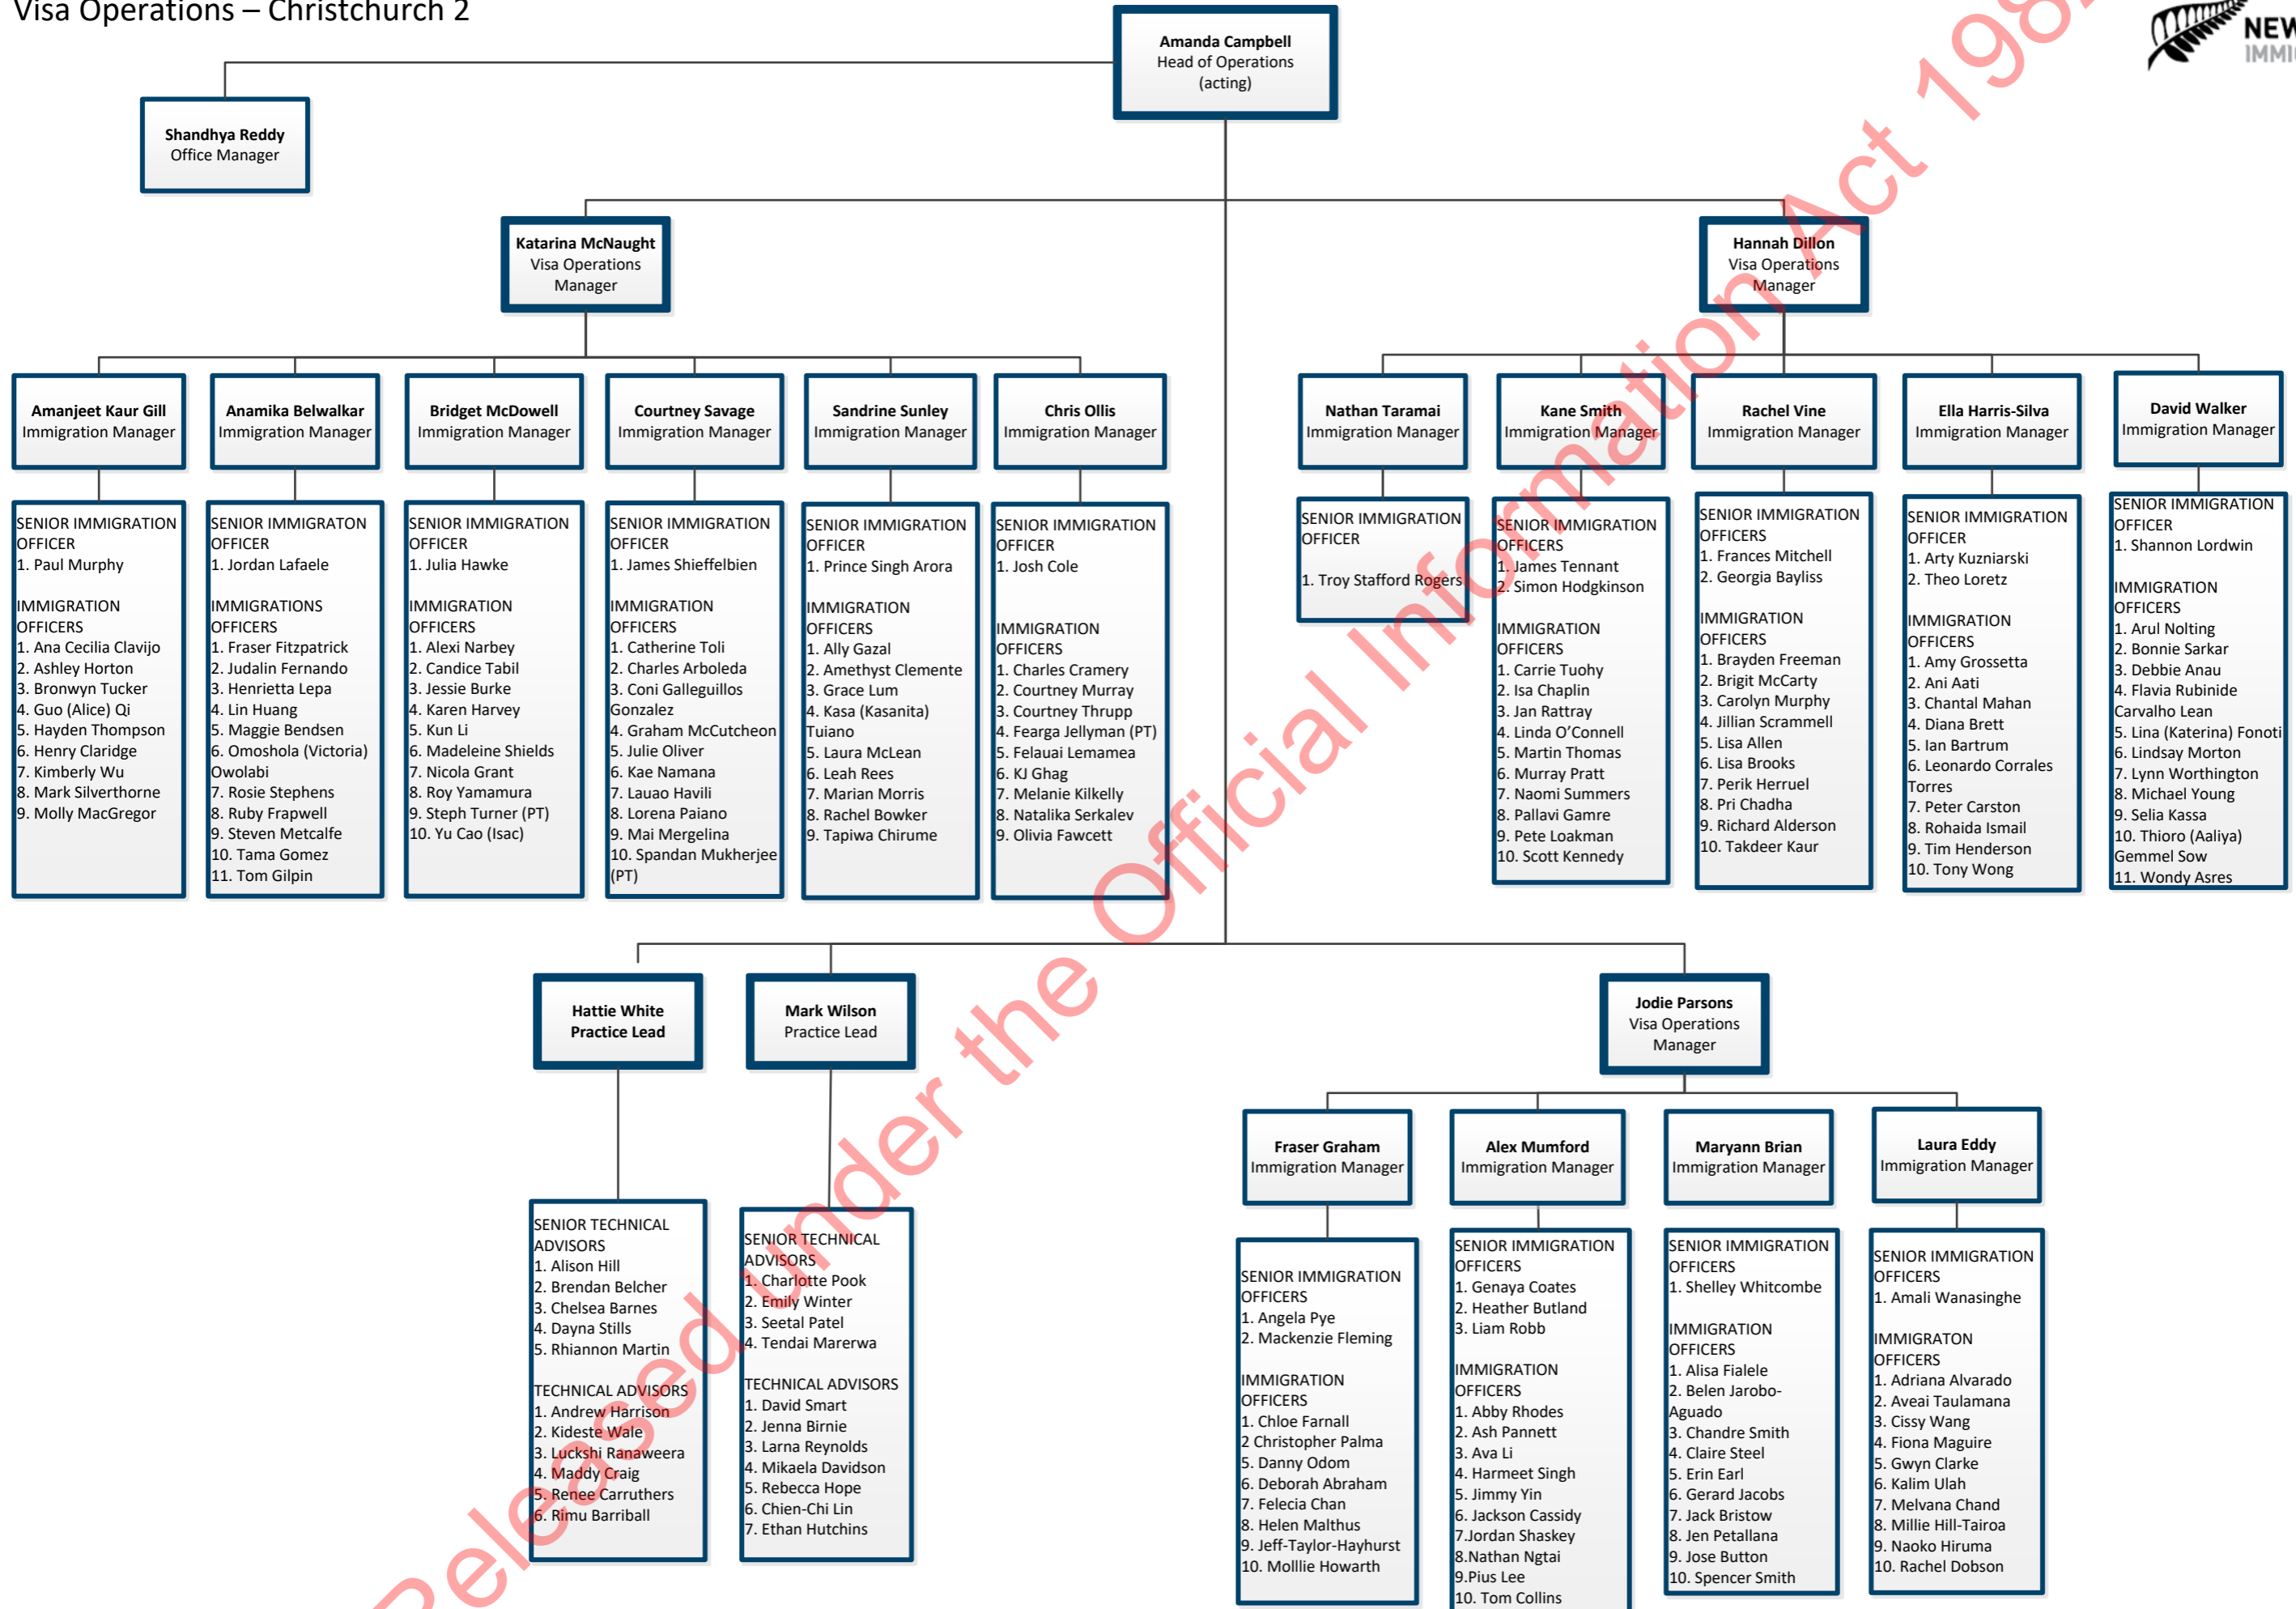 Visa Operations – Christchurch 2
Amanda Campbell
Head of Operations
(acting)
Shandhya Reddy
Office Manager
Katarina McNaught
Visa Operations
Manager
Hannah Dillon
Visa Operations
Manager
Amanjeet Kaur Gill
Immigration Manager
Anamika Belwalkar
Immigration Manager
Bridget McDowell
Immigration Manager
Courtney Savage
Immigration Manager
Sandrine Sunley
Immigration Manager
Chris Ollis
Immigration Manager
Nathan Taramai
Immigration Manager
Kane Smith
Immigration Manager
Rachel Vine
Immigration Manager
Ella Harris-Silva
Immigration Manager
David Walker
Immigration Manager
SENIOR IMMIGRATION
OFFICER
1. Paul Murphy
IMMIGRATION
OFFICERS
1. Ana Cecilia Clavijo
2. Ashley Horton
3. Bronwyn Tucker
4. Guo (Alice) Qi
5. Hayden Thompson
6. Henry Claridge
7. Kimberly Wu
8. Mark Silverthorne
9. Molly MacGregor
SENIOR IMMIGRATON
OFFICER
1. Jordan Lafaele
IMMIGRATIONS
OFFICERS
1. Fraser Fitzpatrick
2. Judalin Fernando
3. Henrietta Lepa
4. Lin Huang
5. Maggie Bendsen
6. Omoshola (Victoria)
Owolabi
7. Rosie Stephens
8. Ruby Frapwell
9. Steven Metcalfe
10. Tama Gomez
11. Tom Gilpin
SENIOR IMMIGRATION
OFFICER
1. Julia Hawke
IMMIGRATION
OFFICERS
1. Alexi Narbey
2. Candice Tabil
3. Jessie Burke
4. Karen Harvey
5. Kun Li
6. Madeleine Shields
7. Nicola Grant
8. Roy Yamamura
9. Steph Turner (PT)
10. Yu Cao (Isac)
SENIOR IMMIGRATION
OFFICER
1. James Shieffelbien
IMMIGRATION
OFFICERS
1. Catherine Toli
2. Charles Arboleda
3. Coni Galleguillos
Gonzalez
4. Graham McCutcheon
5. Julie Oliver
6. Kae Namana
7. Lauao Havili
8. Lorena Paiano
9. Mai Mergelina
10. Spandan Mukherjee
(PT)
SENIOR IMMIGRATION
OFFICER
1. Prince Singh Arora
IMMIGRATION
OFFICERS
1. Ally Gazal
2. Amethyst Clemente
3. Grace Lum
4. Kasa (Kasanita)
Tuiano
5. Laura McLean
6. Leah Rees
7. Marian Morris
8. Rachel Bowker
9. Tapiwa Chirume
SENIOR IMMIGRATION
OFFICER
1. Josh Cole
IMMIGRATION
OFFICERS
1. Charles Cramery
2. Courtney Murray
3. Courtney Thrupp
4. Fearga Jellyman (PT)
5. Felauai Lemamea
6. KJ Ghag
7. Melanie Kilkelly
8. Natalika Serkalev
9. Olivia Fawcett
SENIOR IMMIGRATION
OFFICER
1. Troy Stafford Rogers
SENIOR IMMIGRATION
OFFICERS
1. James Tennant
2. Simon Hodgkinson
IMMIGRATION
OFFICERS
1. Carrie Tuohy
2. Isa Chaplin
3. Jan Rattray
4. Linda O’Connell
5. Martin Thomas
6. Murray Pratt
7. Naomi Summers
8. Pallavi Gamre
9. Pete Loakman
10. Scott Kennedy
SENIOR IMMIGRATION
OFFICERS
1. Frances Mitchell
2. Georgia Bayliss
IMMIGRATION
OFFICERS
1. Brayden Freeman
2. Brigit McCarty
3. Carolyn Murphy
4. Jillian Scrammell
5. Lisa Allen
6. Lisa Brooks
7. Perik Herruel
8. Pri Chadha
9. Richard Alderson
10. Takdeer Kaur
SENIOR IMMIGRATION
OFFICER
1. Arty Kuzniarski
2. Theo Loretz
IMMIGRATION
OFFICERS
1. Amy Grossetta
2. Ani Aati
3. Chantal Mahan
4. Diana Brett
5. Ian Bartrum
6. Leonardo Corrales
Torres
7. Peter Carston
8. Rohaida Ismail
9. Tim Henderson
10. Tony Wong
SENIOR IMMIGRATION
OFFICER
1. Shannon Lordwin
IMMIGRATION
OFFICERS
1. Arul Nolting
2. Bonnie Sarkar
3. Debbie Anau
4. Flavia Rubinide
Carvalho Lean
5. Lina (Katerina) Fonoti
6. Lindsay Morton
7. Lynn Worthington
8. Michael Young
9. Selia Kassa
10. Thioro (Aaliya)
Gemmel Sow
11. Wondy Asres
Hattie White
Practice Lead
Mark Wilson
Practice Lead
Jodie Parsons
Visa Operations
Manager
Fraser Graham
Immigration Manager
Alex Mumford
Immigration Manager
Maryann Brian
Immigration Manager
Laura Eddy
Immigration Manager
SENIOR TECHNICAL
ADVISORS
1. Alison Hill
2. Brendan Belcher
3. Chelsea Barnes
4. Dayna Stills
5. Rhiannon Martin
TECHNICAL ADVISORS
1. Andrew Harrison
2. Kideste Wale
3. Luckshi Ranaweera
4. Maddy Craig
5. Renee Carruthers
6. Rimu Barriball
SENIOR TECHNICAL
ADVISORS
1. Charlotte Pook
2. Emily Winter
3. Seetal Patel
4. Tendai Marerwa
TECHNICAL ADVISORS
1. David Smart
2. Jenna Birnie
3. Larna Reynolds
4. Mikaela Davidson
5. Rebecca Hope
6. Chien-Chi Lin
7. Ethan Hutchins
SENIOR IMMIGRATION
OFFICERS
1. Angela Pye
2. Mackenzie Fleming
IMMIGRATION
OFFICERS
1. Chloe Farnall
2 Christopher Palma
5. Danny Odom
6. Deborah Abraham
7. Felecia Chan
8. Helen Malthus
9. Jeff-Taylor-Hayhurst
10. Molllie Howarth
SENIOR IMMIGRATION
OFFICERS
1. Genaya Coates
2. Heather Butland
3. Liam Robb
IMMIGRATION
OFFICERS
1. Abby Rhodes
2. Ash Pannett
3. Ava Li
4. Harmeet Singh
5. Jimmy Yin
6. Jackson Cassidy
7.Jordan Shaskey
8.Nathan Ngtai
9.Pius Lee
10. Tom Collins
SENIOR IMMIGRATION
OFFICERS
1. Shelley Whitcombe
IMMIGRATION
OFFICERS
1. Alisa Fialele
2. Belen Jarobo-
Aguado
3. Chandre Smith
4. Claire Steel
5. Erin Earl
6. Gerard Jacobs
7. Jack Bristow
8. Jen Petallana
9. Jose Button
10. Spencer Smith
SENIOR IMMIGRATION
OFFICERS
1. Amali Wanasinghe
IMMIGRATON
OFFICERS
1. Adriana Alvarado
2. Aveai Taulamana
3. Cissy Wang
4. Fiona Maguire
5. Gwyn Clarke
6. Kalim Ulah
7. Melvana Chand
8. Millie Hill-Tairoa
9. Naoko Hiruma
10. Rachel Dobson
Released under the Official Information Act